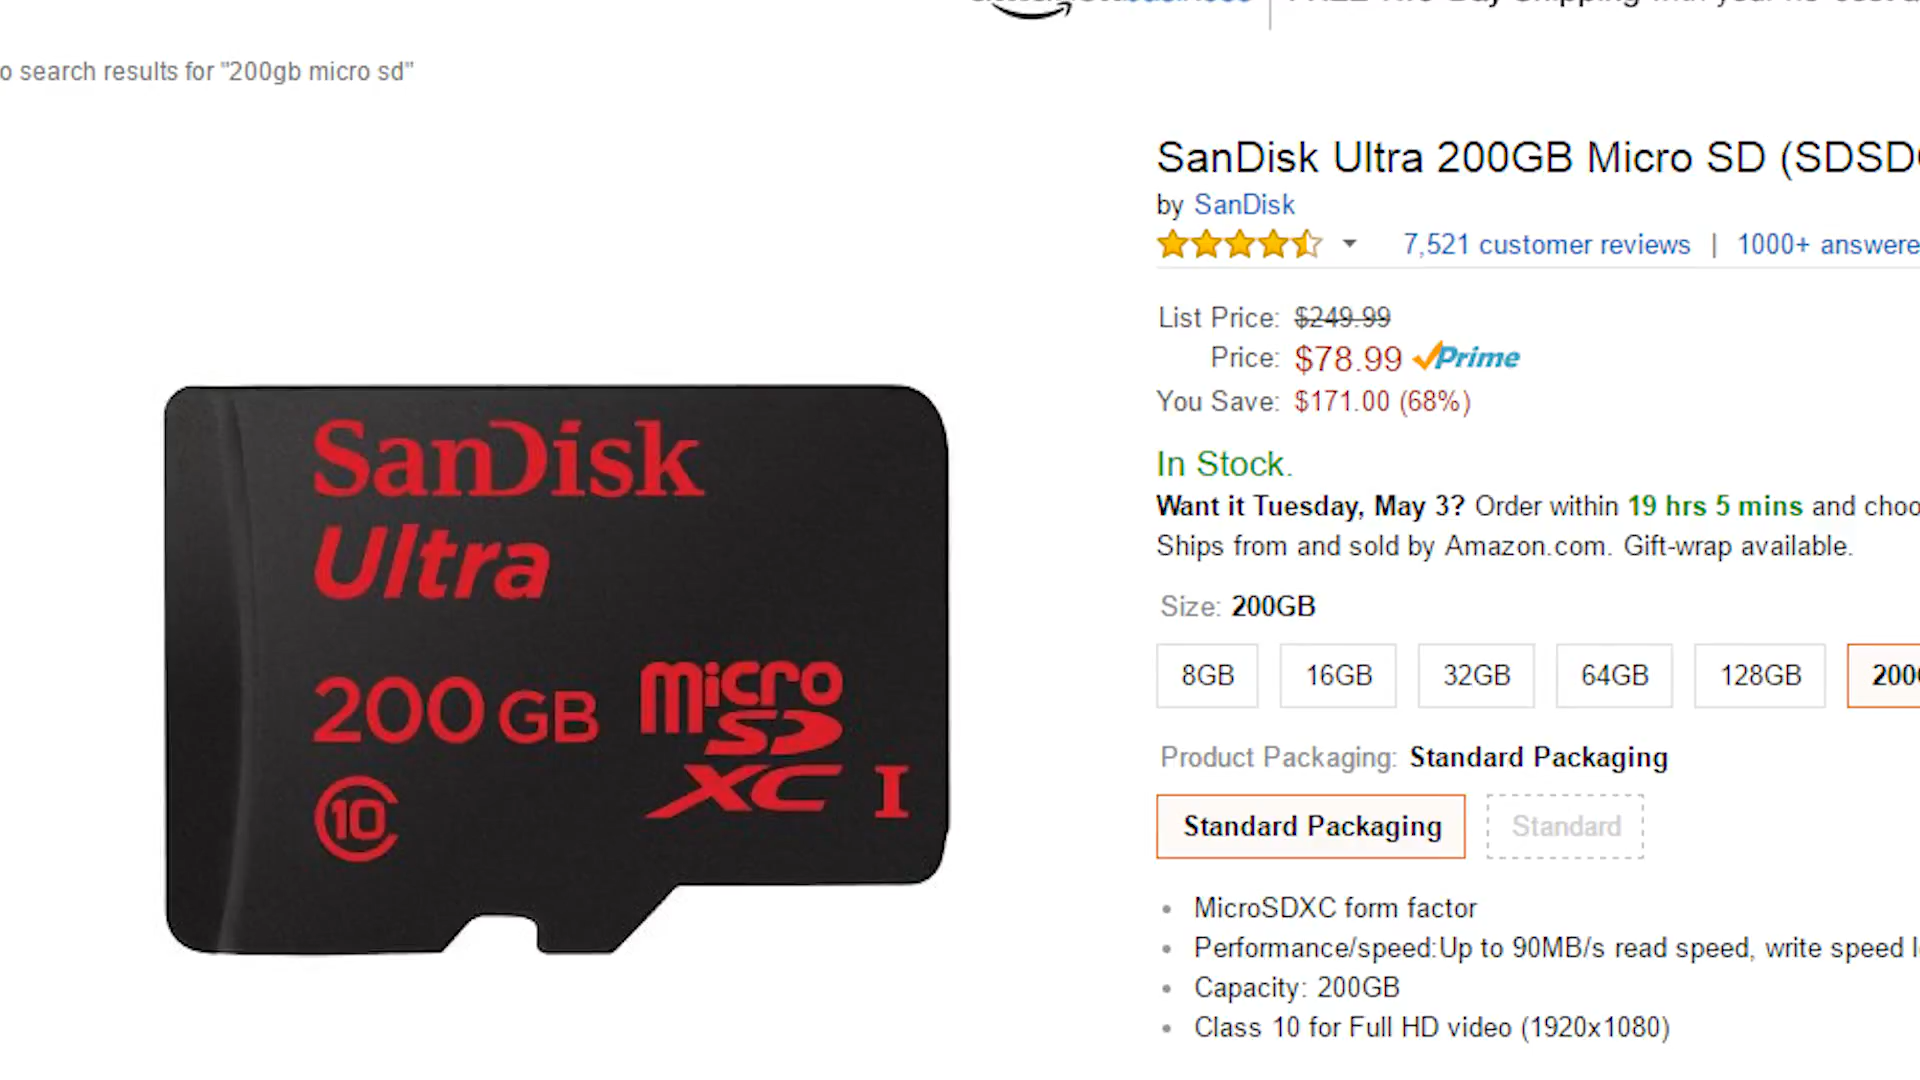 o search results for "200gb micro sd"
SanDisk Ultra 200GB Micro SD
by SanDisk
7,521 customer reviews | 1000+
List Price: $249.99
Price: $78.99 Prime
You Save: $171.00 (68%)
In Stock.
Want it Tuesday, May 3? Order within 19 hrs 5 mins and
Ships from and sold by Amazon.com. Gift-wrap available.
Size: 200GB
8GB 16GB 32GB 64GB 128GB 200
Product Packaging: Standard Packaging
Standard Packaging Standard
MicroSDXC form factor
Performance/speed:Up to 90MB/s read speed, write speed
Capacity: 200GB
Class 10 for Full HD video (1920x1080)
SanDisk
Ultra
200 GB
micro
SD
XC I
10